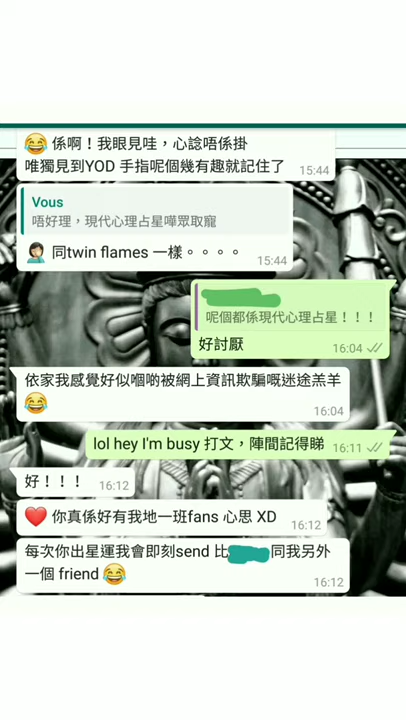 😂 係啊！我眼見哇，心諗唔係掛
唯獨見到YOD 手指呢個幾有趣就記住了
15:44
Vous
唔好理，現代心理占星嘩眾取寵
🤦🏻‍♀️ 同twin flames 一樣。。。。
15:44
呢個都係現代心理占星！！！
好討厭
16:04
依家我感覺好似嗰啲被網上資訊欺騙嘅迷途羔羊
😂
16:04
lol hey I'm busy 打文，陣間記得睇
16:11
好！！！
16:12
❤️ 你真係好有我地一班fans 心思 XD
16:12
每次你出星運我會即刻send 比 同我另外
一個 friend 😂
16:12